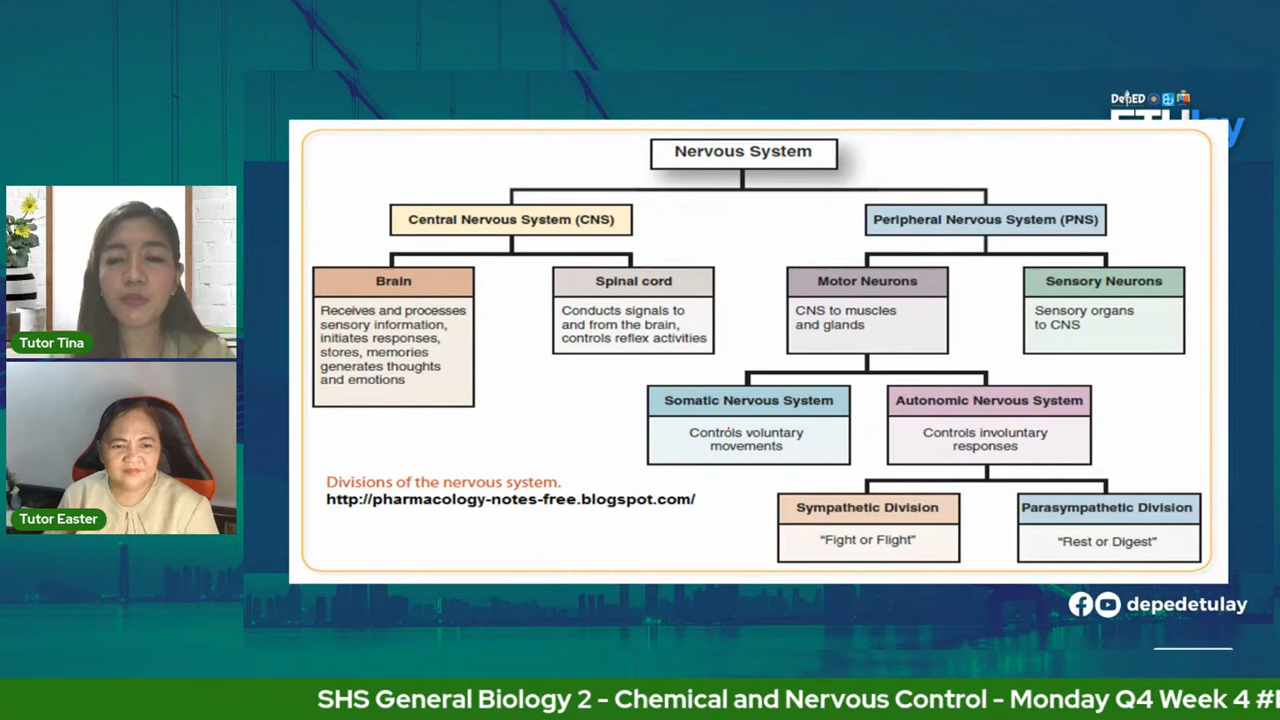 DepED
ETUlay
Nervous System
Central Nervous System (CNS)
Peripheral Nervous System (PNS)
Brain
Receives and processes
sensory information,
initiates responses,
stores, memories
generates thoughts
and emotions
Spinal cord
Conducts signals to
and from the brain,
controls reflex activities
Motor Neurons
CNS to muscles
and glands
Sensory Neurons
Sensory organs
to CNS
Somatic Nervous System
Controls voluntary
movements
Autonomic Nervous System
Controls involuntary
responses
Sympathetic Division
"Fight or Flight"
Parasympathetic Division
"Rest or Digest"
Divisions of the nervous system.
http://pharmacology-notes-free.blogspot.com/
Tutor Tina
Tutor Easter
depedetulay
SHS General Biology 2 - Chemical and Nervous Control - Monday Q4 Week 4